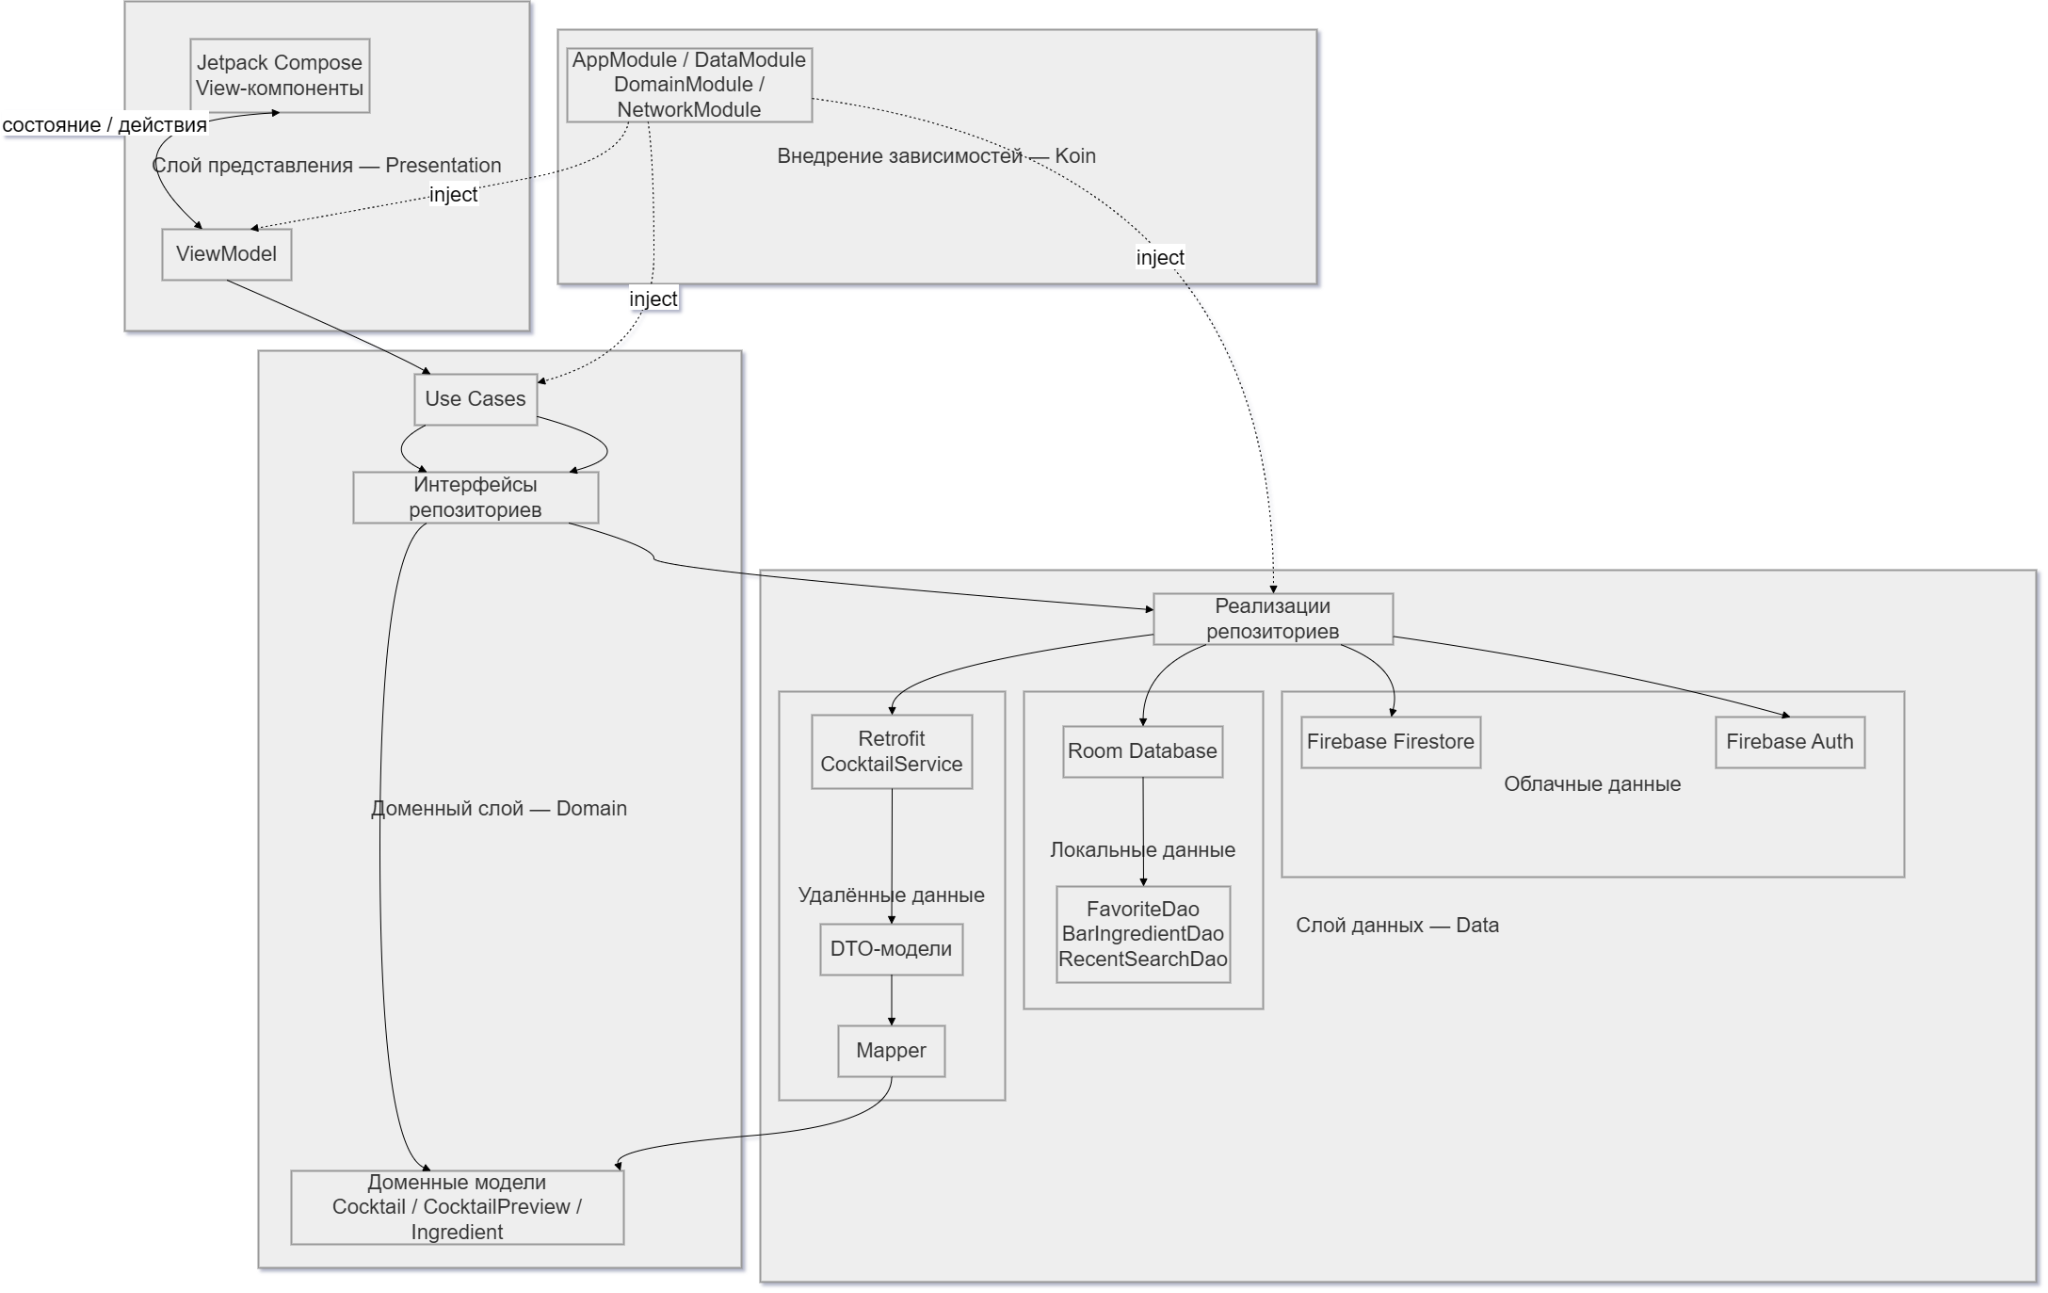 Jetpack Compose
View-компоненты
состояние / действия
Слой представления — Presentation
inject
ViewModel
AppModule / DataModule
DomainModule /
NetworkModule
Внедрение зависимостей — Koin
inject
inject
Use Cases
Интерфейсы
репозиториев
Доменный слой — Domain
Доменные модели
Cocktail / CocktailPreview /
Ingredient
Реализации
репозиториев
Retrofit
CocktailService
Удалённые данные
DTO-модели
Mapper
Room Database
Локальные данные
FavoriteDao
BarIngredientDao
RecentSearchDao
Firebase Firestore
Firebase Auth
Облачные данные
Слой данных — Data